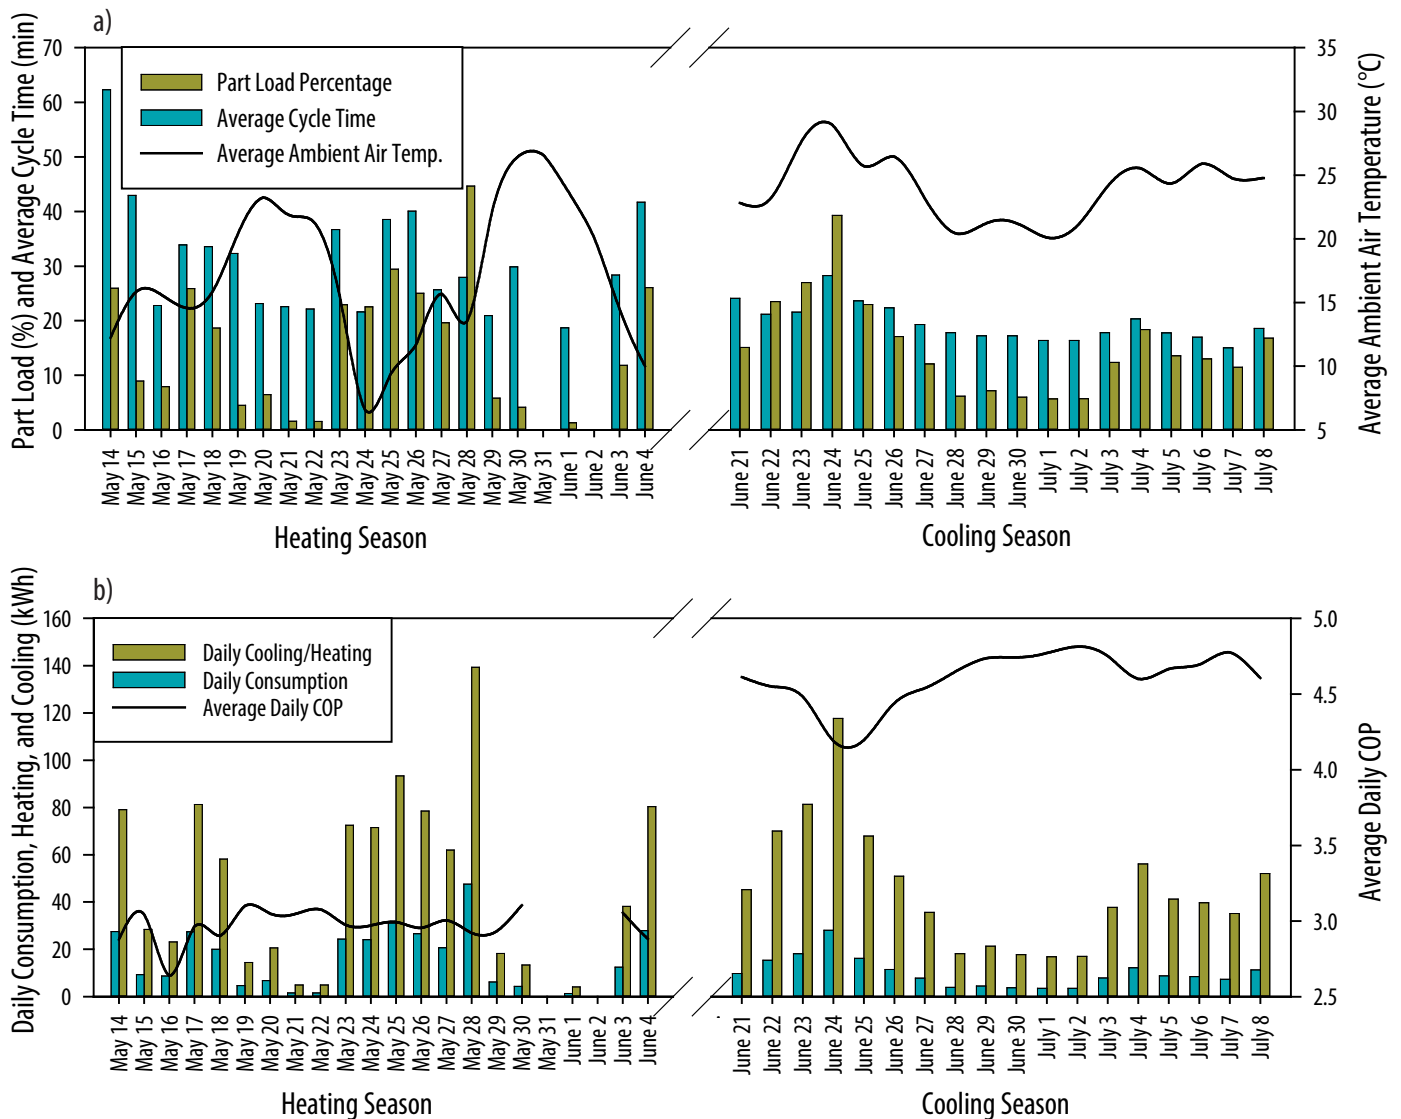 a)
Part Load (%) and Average Cycle Time (min)
70
60
50
40
30
20
10
0
Part Load Percentage
Average Cycle Time
Average Ambient Air Temp.
35
30
25
20
15
10
5
Average Ambient Air Temperature (°C)
May 14
May 15
May 16
May 17
May 18
May 19
May 20
May 21
May 22
May 23
May 24
May 25
May 26
May 27
May 28
May 29
May 30
May 31
June 1
June 2
June 3
June 4
June 21
June 22
June 23
June 24
June 25
June 26
June 27
June 28
June 29
June 30
July 1
July 2
July 3
July 4
July 5
July 6
July 7
July 8
Heating Season
Cooling Season
b)
Daily Consumption, Heating, and Cooling (kWh)
160
140
120
100
80
60
40
20
0
Daily Cooling/Heating
Daily Consumption
Average Daily COP
5.0
4.5
4.0
3.5
3.0
2.5
Average Daily COP
May 14
May 15
May 16
May 17
May 18
May 19
May 20
May 21
May 22
May 23
May 24
May 25
May 26
May 27
May 28
May 29
May 30
May 31
June 1
June 2
June 3
June 4
June 21
June 22
June 23
June 24
June 25
June 26
June 27
June 28
June 29
June 30
July 1
July 2
July 3
July 4
July 5
July 6
July 7
July 8
Heating Season
Cooling Season